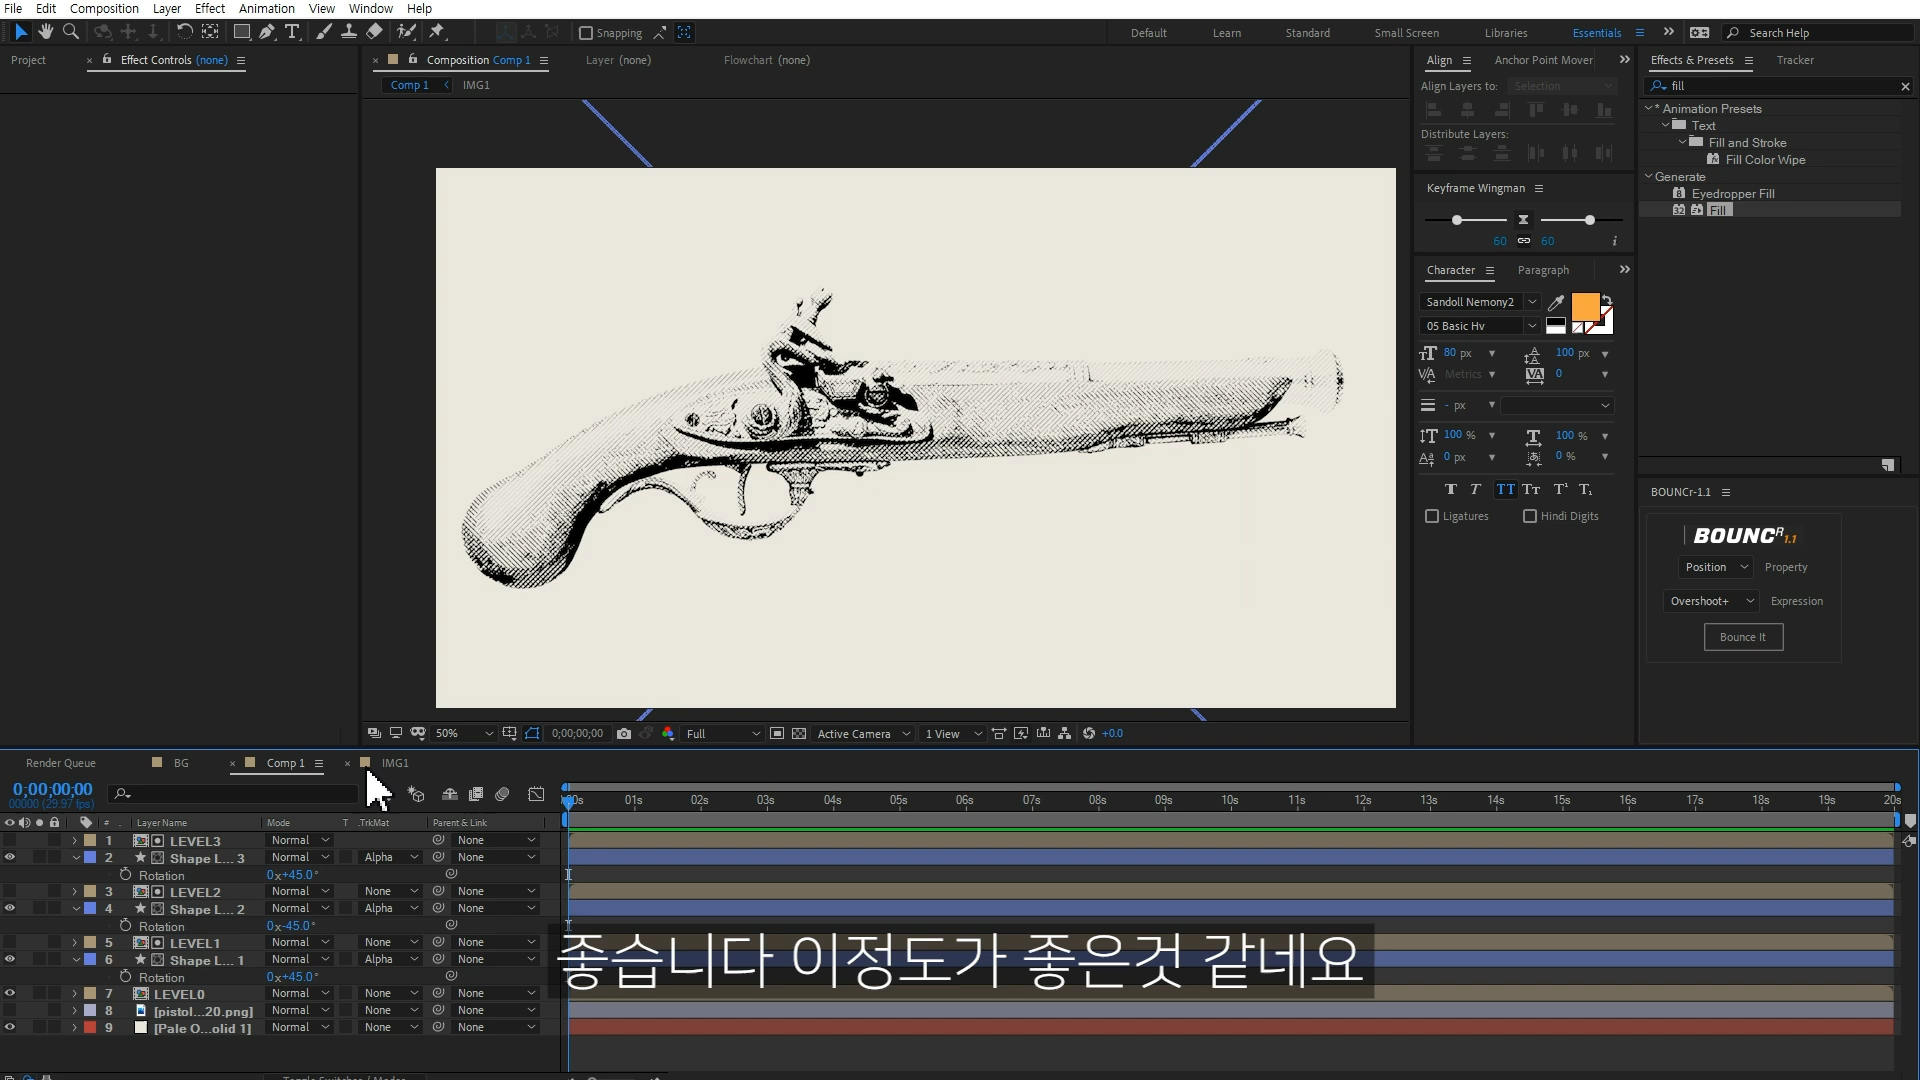 File Edit Composition Layer Effect Animation View Window Help
Snapping
Default Learn Standard Small Screen Libraries Essentials Search Help
Project Effect Controls (none)
Composition Comp 1 Layer (none) Flowchart (none)
Comp 1 IMG1
Align Anchor Point Mover
Align Layers to: Selection
Distribute Layers:
Keyframe Wingman
60 60
Character Paragraph
Sandoll Nemony2
05 Basic Hv
80 px 100 px
Metrics 0
- px
100 % 100 %
0 px 0 %
Ligatures Hindi Digits
Effects & Presets Tracker
fill
* Animation Presets
Text
Fill and Stroke
Fill Color Wipe
Generate
Eyedropper Fill
Fill
BOUNCr-1.1
BOUNCR 1.1
Position Property
Overshoot+ Expression
Bounce It
50% 0;00;00;00 Full Active Camera 1 View +0.0
Render Queue BG Comp 1 IMG1
0;00;00;00
00000 (29.97 fps)
01s 02s 03s 04s 05s 06s 07s 08s 09s 10s 11s 12s 13s 14s 15s 16s 17s 18s 19s 20s
# Layer Name Mode T .TrkMat Parent & Link
1 LEVEL3 Normal None
2 Shape L... 3 Normal Alpha None
Rotation 0x+45.0°
3 LEVEL2 Normal None None
4 Shape L... 2 Normal Alpha None
Rotation 0x-45.0°
5 LEVEL1 Normal None None
6 Shape L... 1 Normal Alpha None
Rotation 0x+45.0°
7 LEVEL0 Normal None None
8 [pistol...20.png] Normal None None
9 [Pale O...olid 1] Normal None None
좋습니다 이정도가 좋은것 같네요